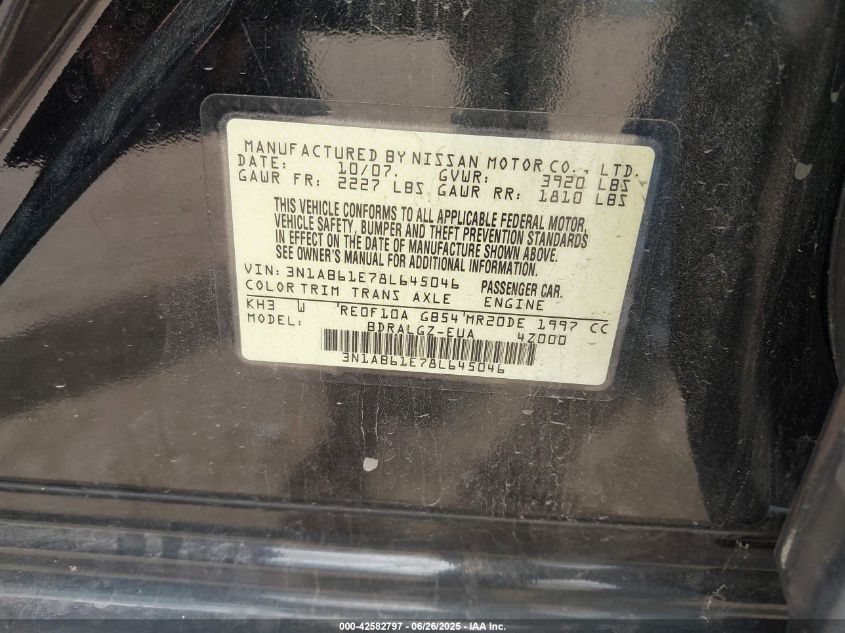 MANUFACTURED BY NISSAN MOTOR CO., LTD.
DATE: 10/07. GVWR: 3920 LBS
GAWR FR: 2227 LBS GAWR RR: 1810 LBS
THIS VEHICLE CONFORMS TO ALL APPLICABLE FEDERAL MOTOR
VEHICLE SAFETY, BUMPER AND THEFT PREVENTION STANDARDS
IN EFFECT ON THE DATE OF MANUFACTURE SHOWN ABOVE.
SEE OWNER'S MANUAL FOR ADDITIONAL INFORMATION.
VIN: 3N1AB61E78L645046 PASSENGER CAR.
COLOR TRIM TRANS AXLE ENGINE
KH3 W RE0F10A GB54 MR20DE 1997 CC
MODEL: BDRALGZ-EUA 4Z000
3N1AB61E78L645046
000-42582797 - 06/26/2025 - IAA Inc.